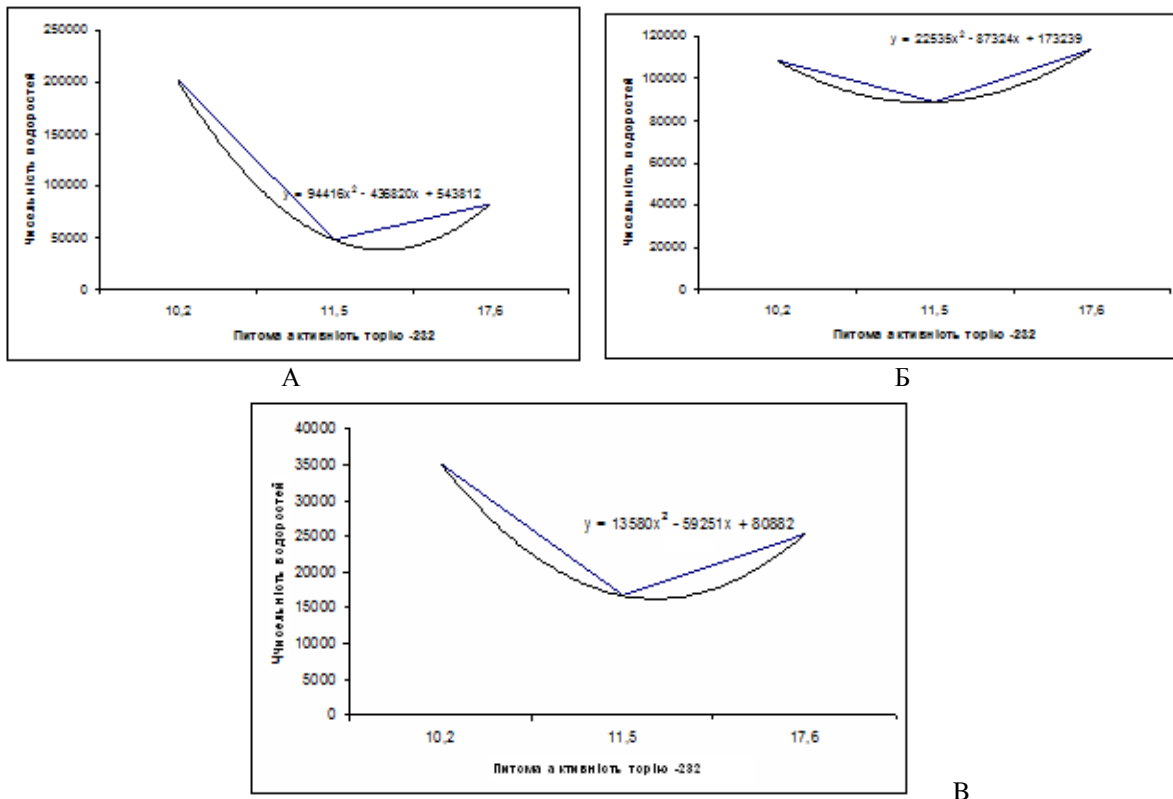 250000
200000
150000
100000
50000
0
Чисельність водоростей
y = 94416x² - 436820x + 543812
10,2 11,5 17,6
Питома активність торію -232
А
120000
100000
80000
60000
40000
20000
0
Чисельність водоростей
y = 22535x² - 87324x + 173239
10,2 11,5 17,6
Питома активність торію -232
Б
40000
35000
30000
25000
20000
15000
10000
5000
0
Ччисельність водоростей
y = 13580x² - 59251x + 80882
10,2 11,5 17,6
Питома активність торію -232
В